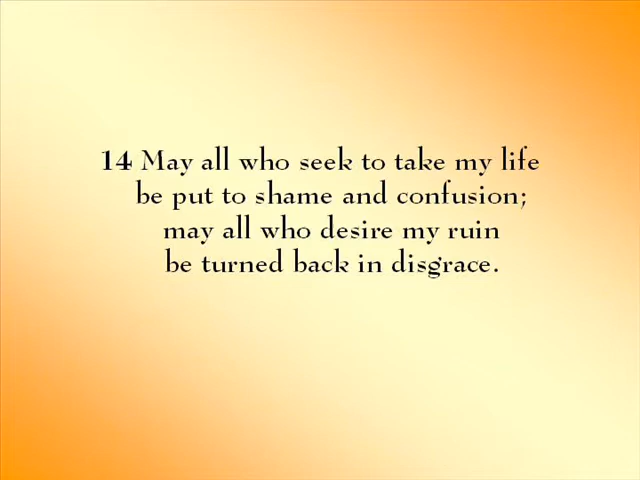 14 May all who seek to take my life
be put to shame and confusion;
may all who desire my ruin
be turned back in disgrace.